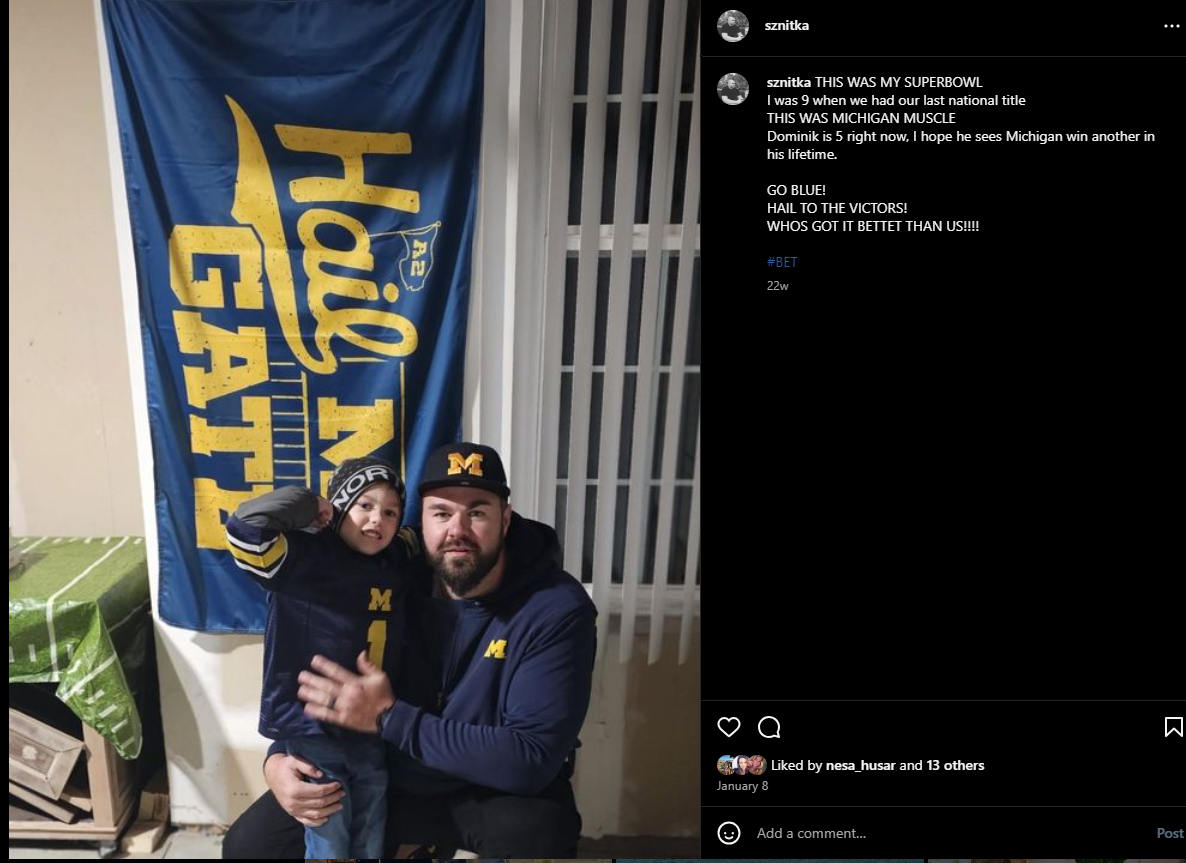 sznitka
sznitka THIS WAS MY SUPERBOWL
I was 9 when we had our last national title
THIS WAS MICHIGAN MUSCLE
Dominik is 5 right now, I hope he sees Michigan win another in
his lifetime.
GO BLUE!
HAIL TO THE VICTORS!
WHOS GOT IT BETTET THAN US!!!!
#BET
22w
Hail
A2
GAT
M
NOR
M
M
1
M
Liked by nesa_husar and 13 others
January 8
Add a comment...
Post